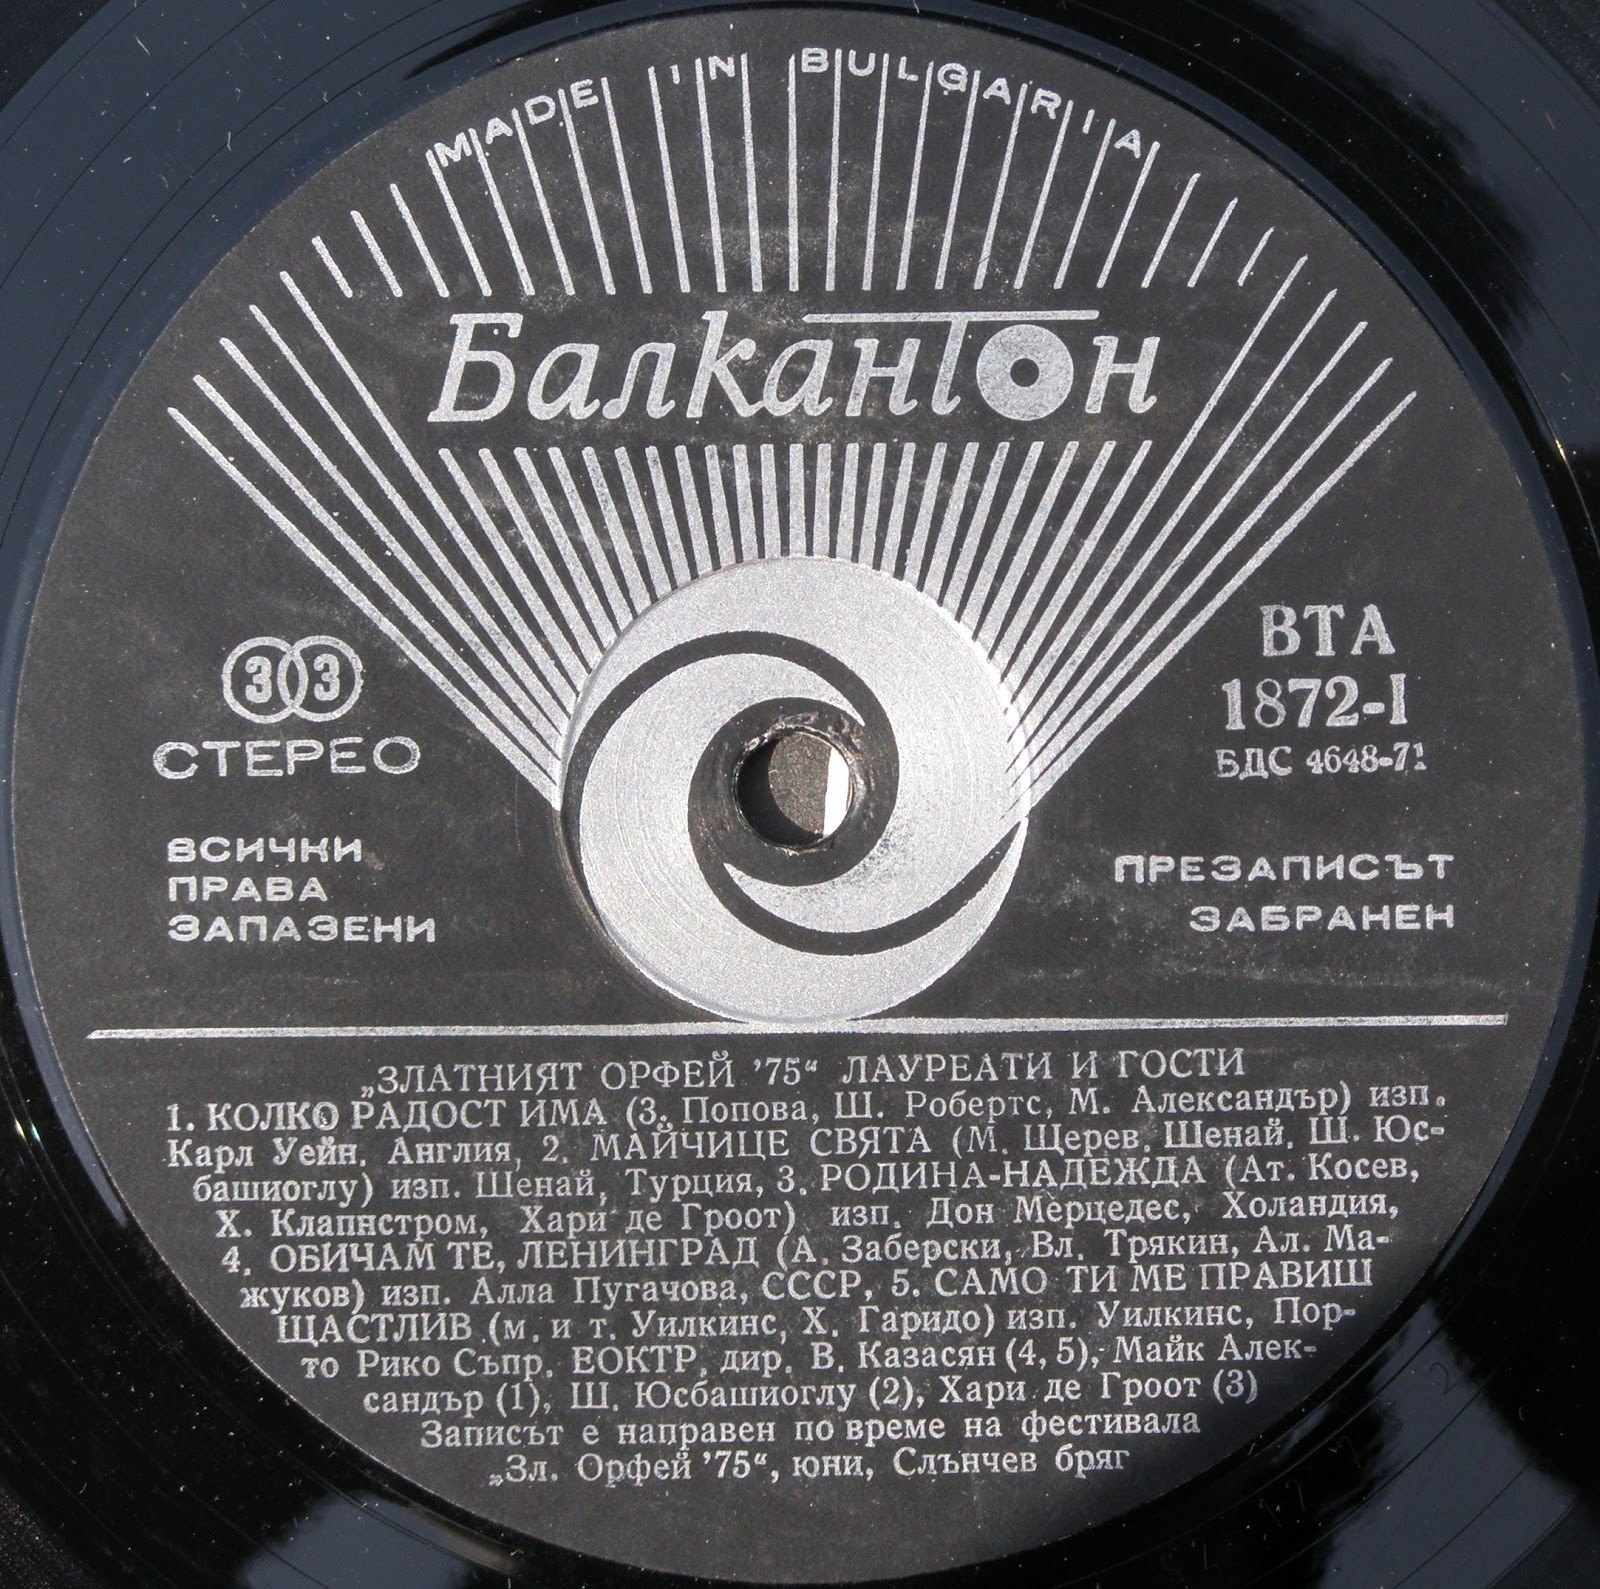 MADE IN BULGARIA
Балкантон
33
СТЕРЕО
ВТА
1872-I
БДС 4648-71
ВСИЧКИ
ПРАВА
ЗАПАЗЕНИ
ПРЕЗАПИСЪТ
ЗАБРАНЕН
„ЗЛАТНИЯТ ОРФЕЙ '75“ ЛАУРЕАТИ И ГОСТИ
1. КОЛКО РАДОСТ ИМА (З. Попова, Ш. Робертс, М. Александър) изп.
Карл Уейн, Англия, 2. МАЙЧИЦЕ СВЯТА (М. Щерев, Шенай, Ш. Юс-
башиоглу) изп. Шенай, Турция, 3. РОДИНА-НАДЕЖДА (Ат. Косев,
Х. Клапнстром, Хари де Гроот) изп. Дон Мерцедес, Холандия,
4. ОБИЧАМ ТЕ, ЛЕНИНГРАД (А. Заберски, Вл. Трякин, Ал. Ма-
жуков) изп. Алла Пугачова, СССР, 5. САМО ТИ МЕ ПРАВИШ
ЩАСТЛИВ (м. и т. Уилкинс, Х. Гаридо) изп. Уилкинс, Пор-
то Рико Съпр. ЕОКТР, дир. В. Казасян (4, 5), Майк Алек-
сандър (1), Ш. Юсбашиоглу (2), Хари де Гроот (3)
Записът е направен по време на фестивала
„Зл. Орфей '75“, юни, Слънчев бряг